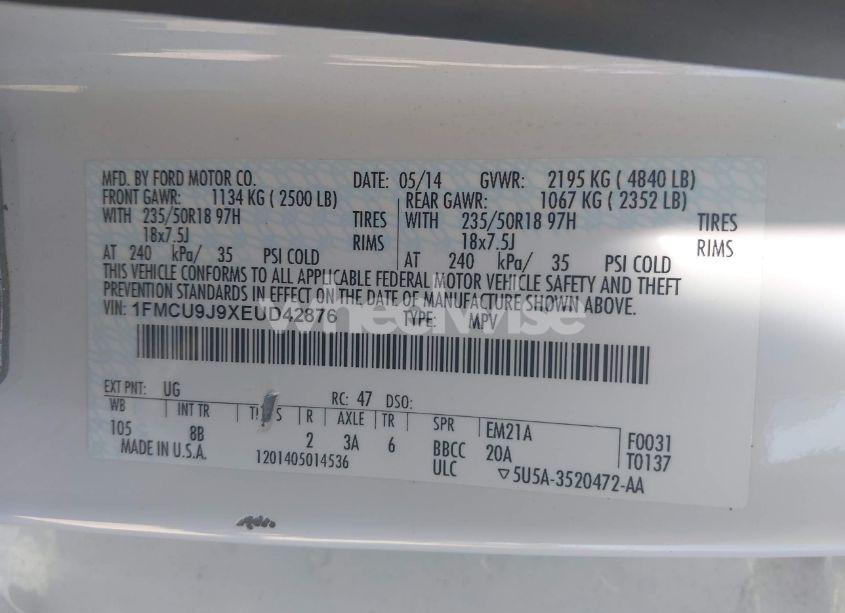 MFD. BY FORD MOTOR CO. DATE: 05/14 GVWR: 2195 KG ( 4840 LB)
FRONT GAWR: 1134 KG ( 2500 LB) REAR GAWR: 1067 KG ( 2352 LB)
WITH 235/50R18 97H TIRES WITH 235/50R18 97H TIRES
18x7.5J RIMS 18x7.5J RIMS
AT 240 kPa/ 35 PSI COLD AT 240 kPa/ 35 PSI COLD
THIS VEHICLE CONFORMS TO ALL APPLICABLE FEDERAL MOTOR VEHICLE SAFETY AND THEFT
PREVENTION STANDARDS IN EFFECT ON THE DATE OF MANUFACTURE SHOWN ABOVE.
VIN: 1FMCU9J9XEUD42876 TYPE: MPV
wheelwise
EXT PNT: UG RC: 47 DSO:
WB INT TR R AXLE TR SPR EM21A F0031
105 8B 2 3A 6 BBCC 20A T0137
MADE IN U.S.A. 1201405014536 ULC ▽5U5A-3520472-AA